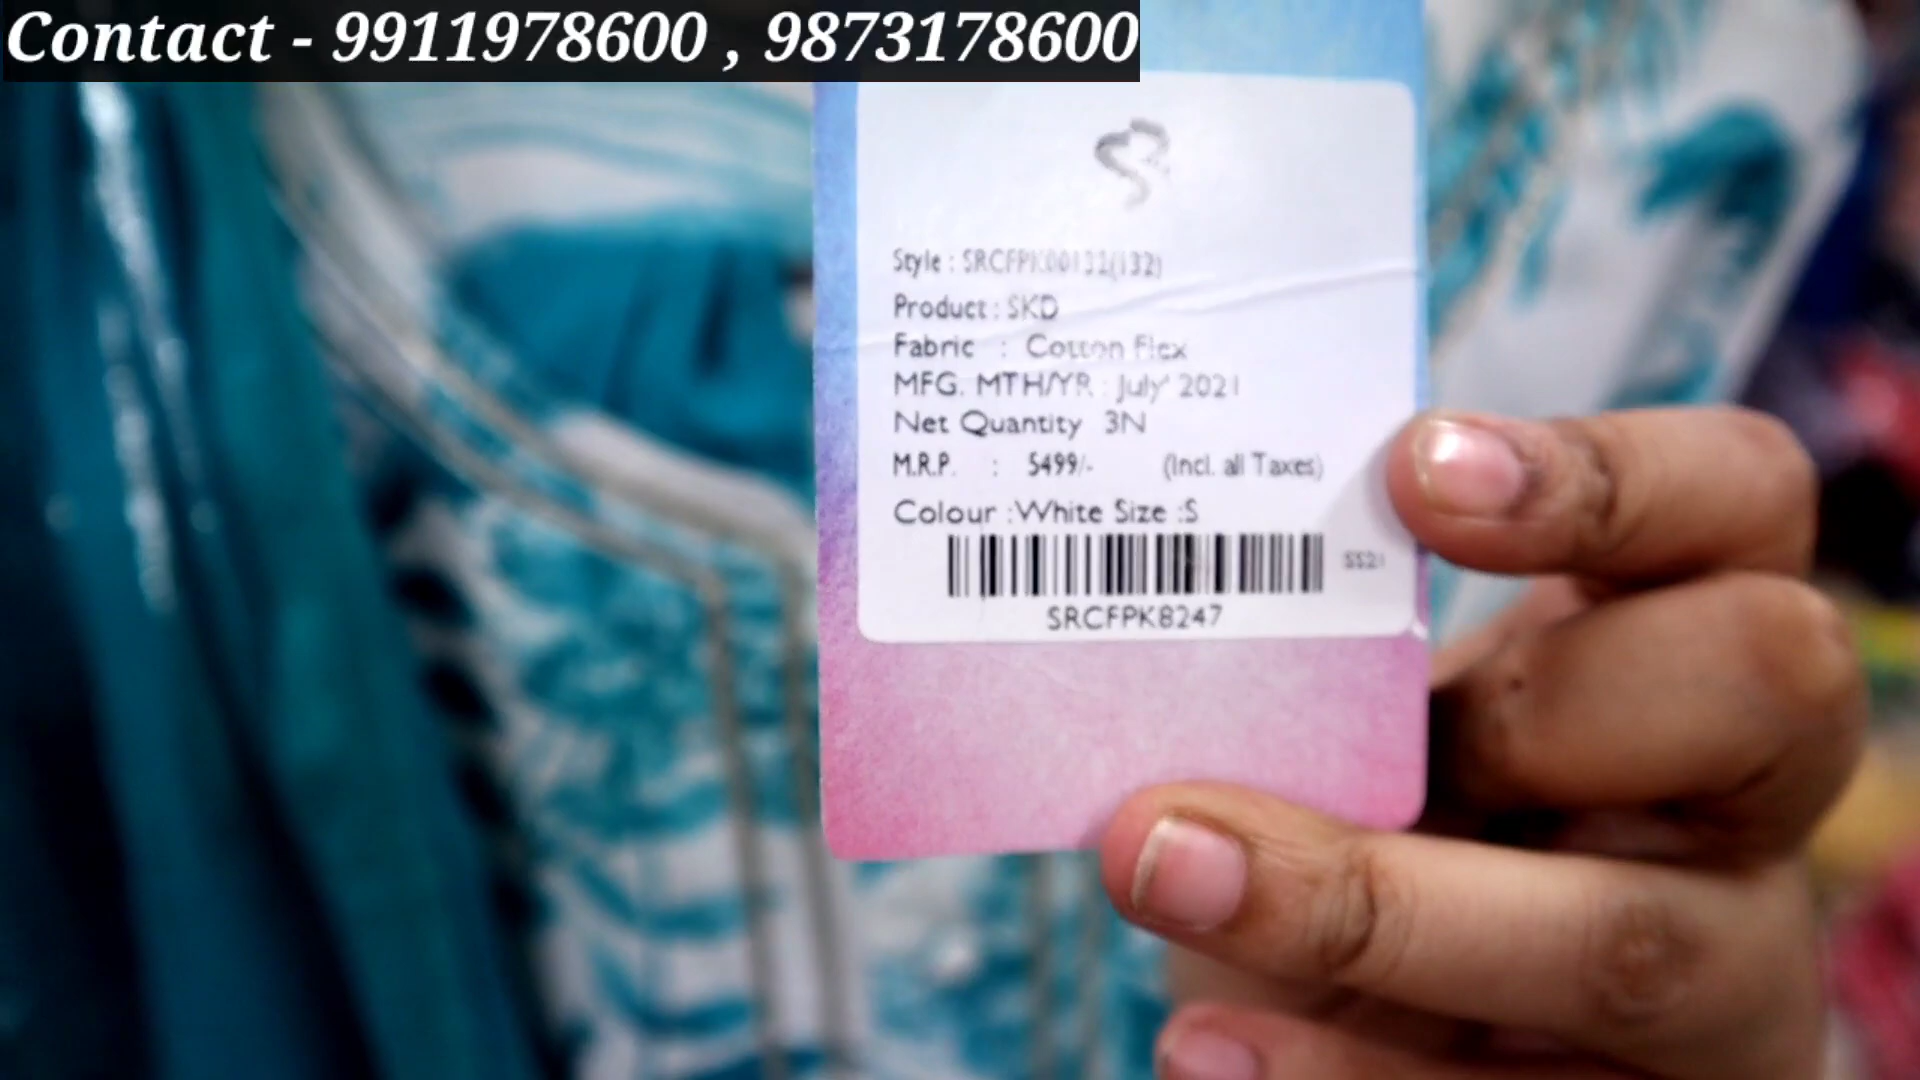 Contact - 9911978600 , 9873178600
Style : SRCFPK00132(132)
Product : SKD
Fabric : Cotton Flex
MFG. MTH/YR : July' 2021
Net Quantity 3N
M.R.P. : 5499/- (Incl. all Taxes)
Colour : White Size :S
SS21
SRCFPK8247